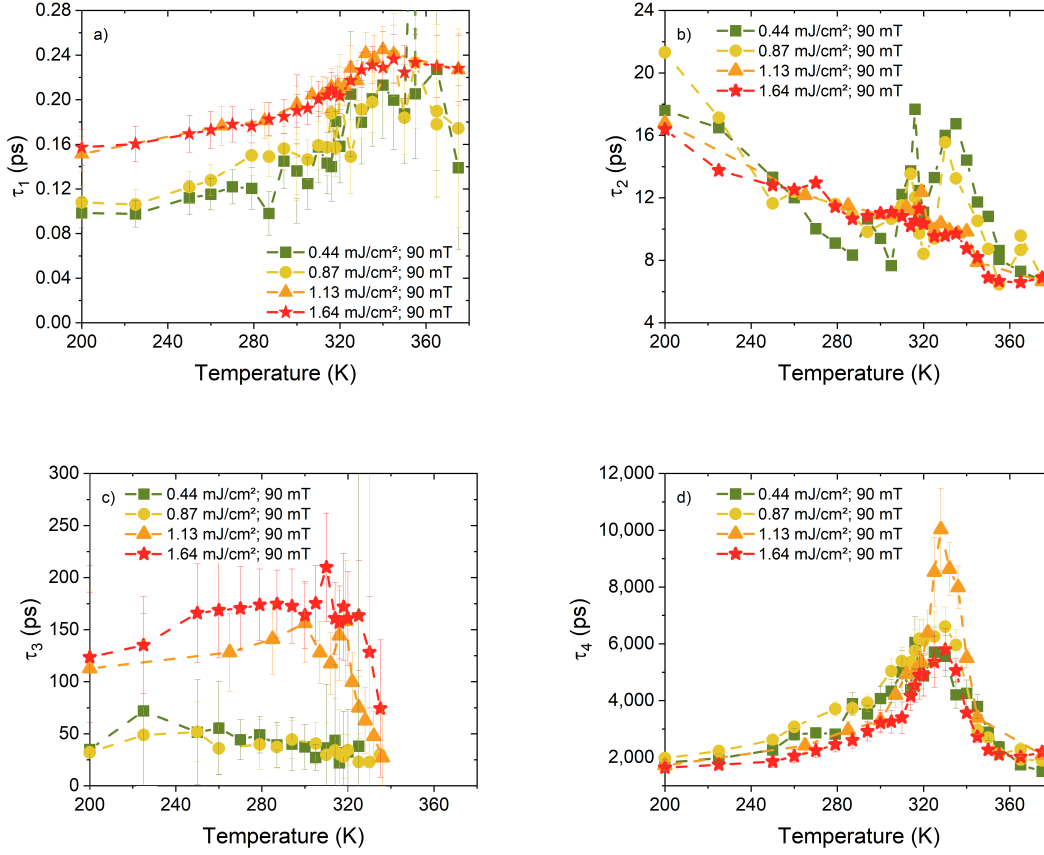 a)
τ1 (ps)
0.28
0.24
0.20
0.16
0.12
0.08
0.04
0.00
0.44 mJ/cm²; 90 mT
0.87 mJ/cm²; 90 mT
1.13 mJ/cm²; 90 mT
1.64 mJ/cm²; 90 mT
200 240 280 320 360
Temperature (K)
b)
τ2 (ps)
24
20
16
12
8
4
0.44 mJ/cm²; 90 mT
0.87 mJ/cm²; 90 mT
1.13 mJ/cm²; 90 mT
1.64 mJ/cm²; 90 mT
200 240 280 320 360
Temperature (K)
c)
τ3 (ps)
300
250
200
150
100
50
0
0.44 mJ/cm²; 90 mT
0.87 mJ/cm²; 90 mT
1.13 mJ/cm²; 90 mT
1.64 mJ/cm²; 90 mT
200 240 280 320 360
Temperature (K)
d)
τ4 (ps)
12,000
10,000
8,000
6,000
4,000
2,000
0.44 mJ/cm²; 90 mT
0.87 mJ/cm²; 90 mT
1.13 mJ/cm²; 90 mT
1.64 mJ/cm²; 90 mT
200 240 280 320 360
Temperature (K)